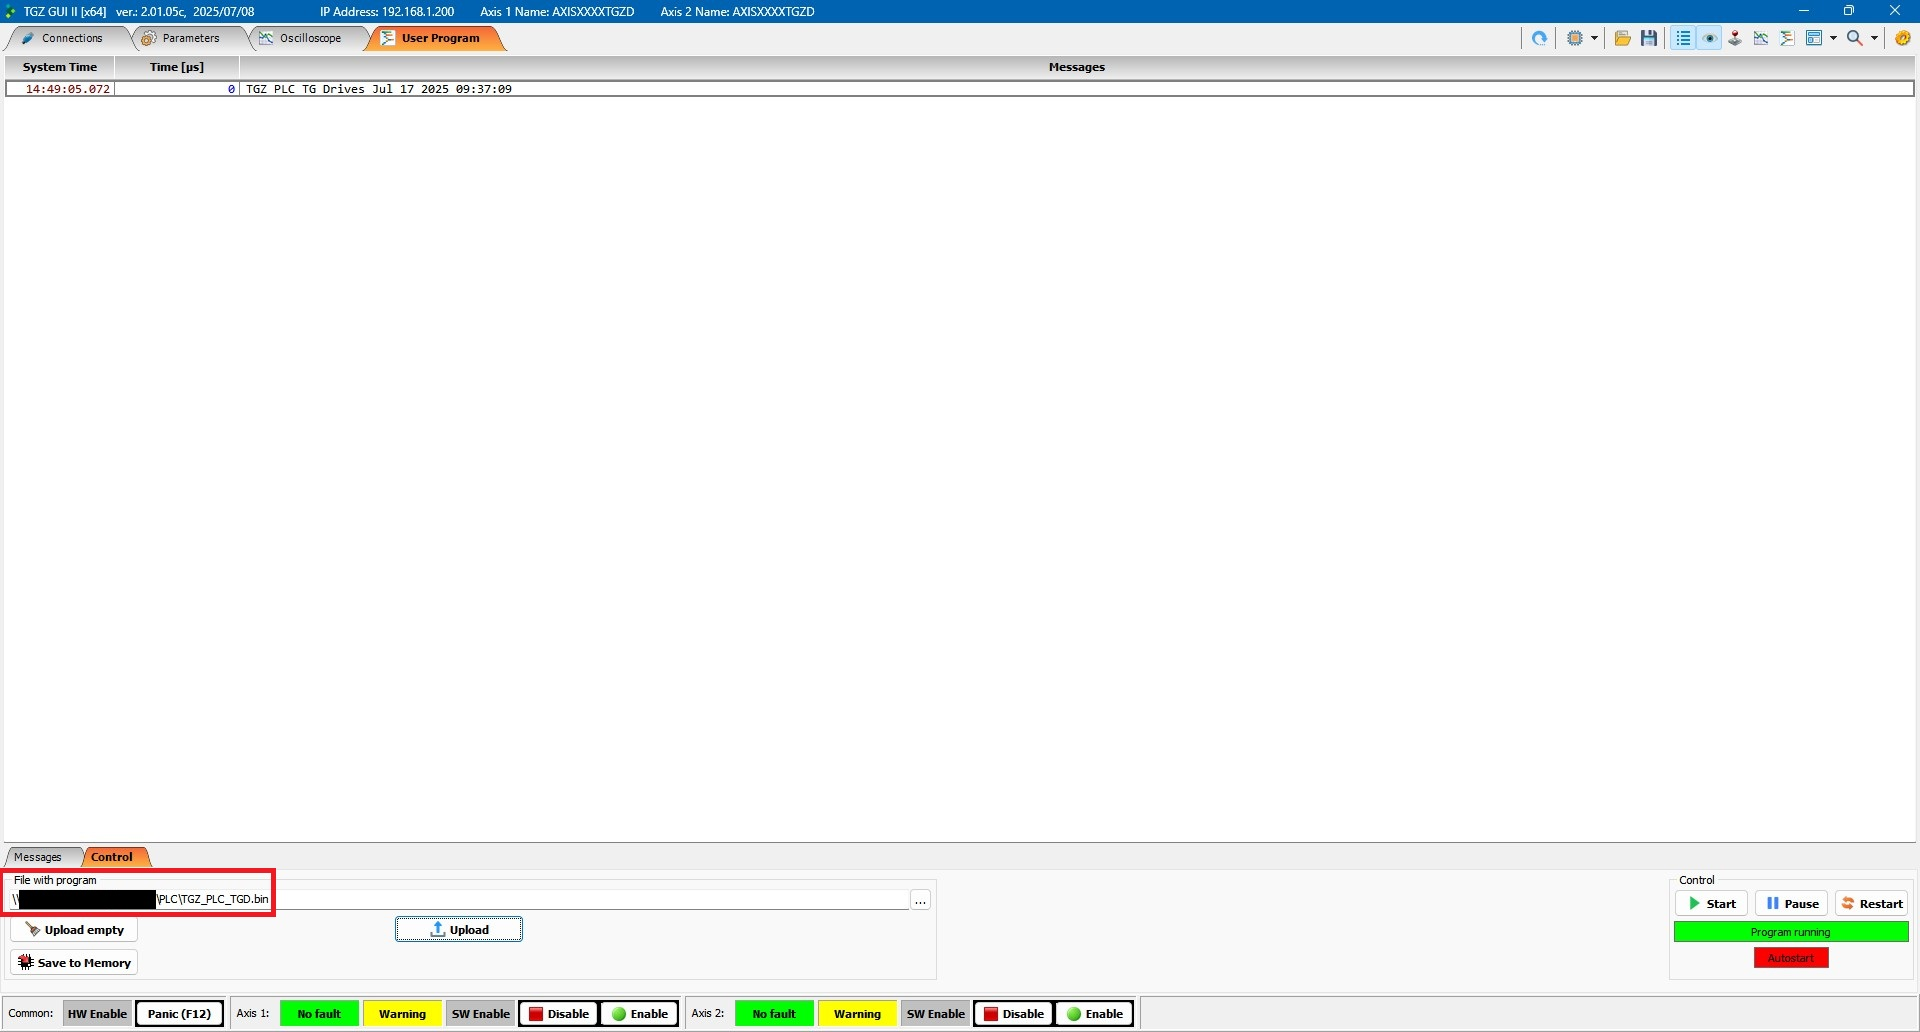 TGZ GUI II [x64] ver.: 2.01.05c, 2025/07/08 IP Address: 192.168.1.200 Axis 1 Name: AXISXXXXTGZD Axis 2 Name: AXISXXXXTGZD
Connections Parameters Oscilloscope User Program
System Time Time [µs] Messages
14:49:05.072 0 TGZ PLC TG Drives Jul 17 2025 09:37:09
Messages Control
File with program
\\ \PLC\TGZ_PLC_TGD.bin ...
Upload empty Upload
Save to Memory
Control
Start Pause Restart
Program running
Autostart
Common: HW Enable Panic (F12) Axis 1: No fault Warning SW Enable Disable Enable Axis 2: No fault Warning SW Enable Disable Enable